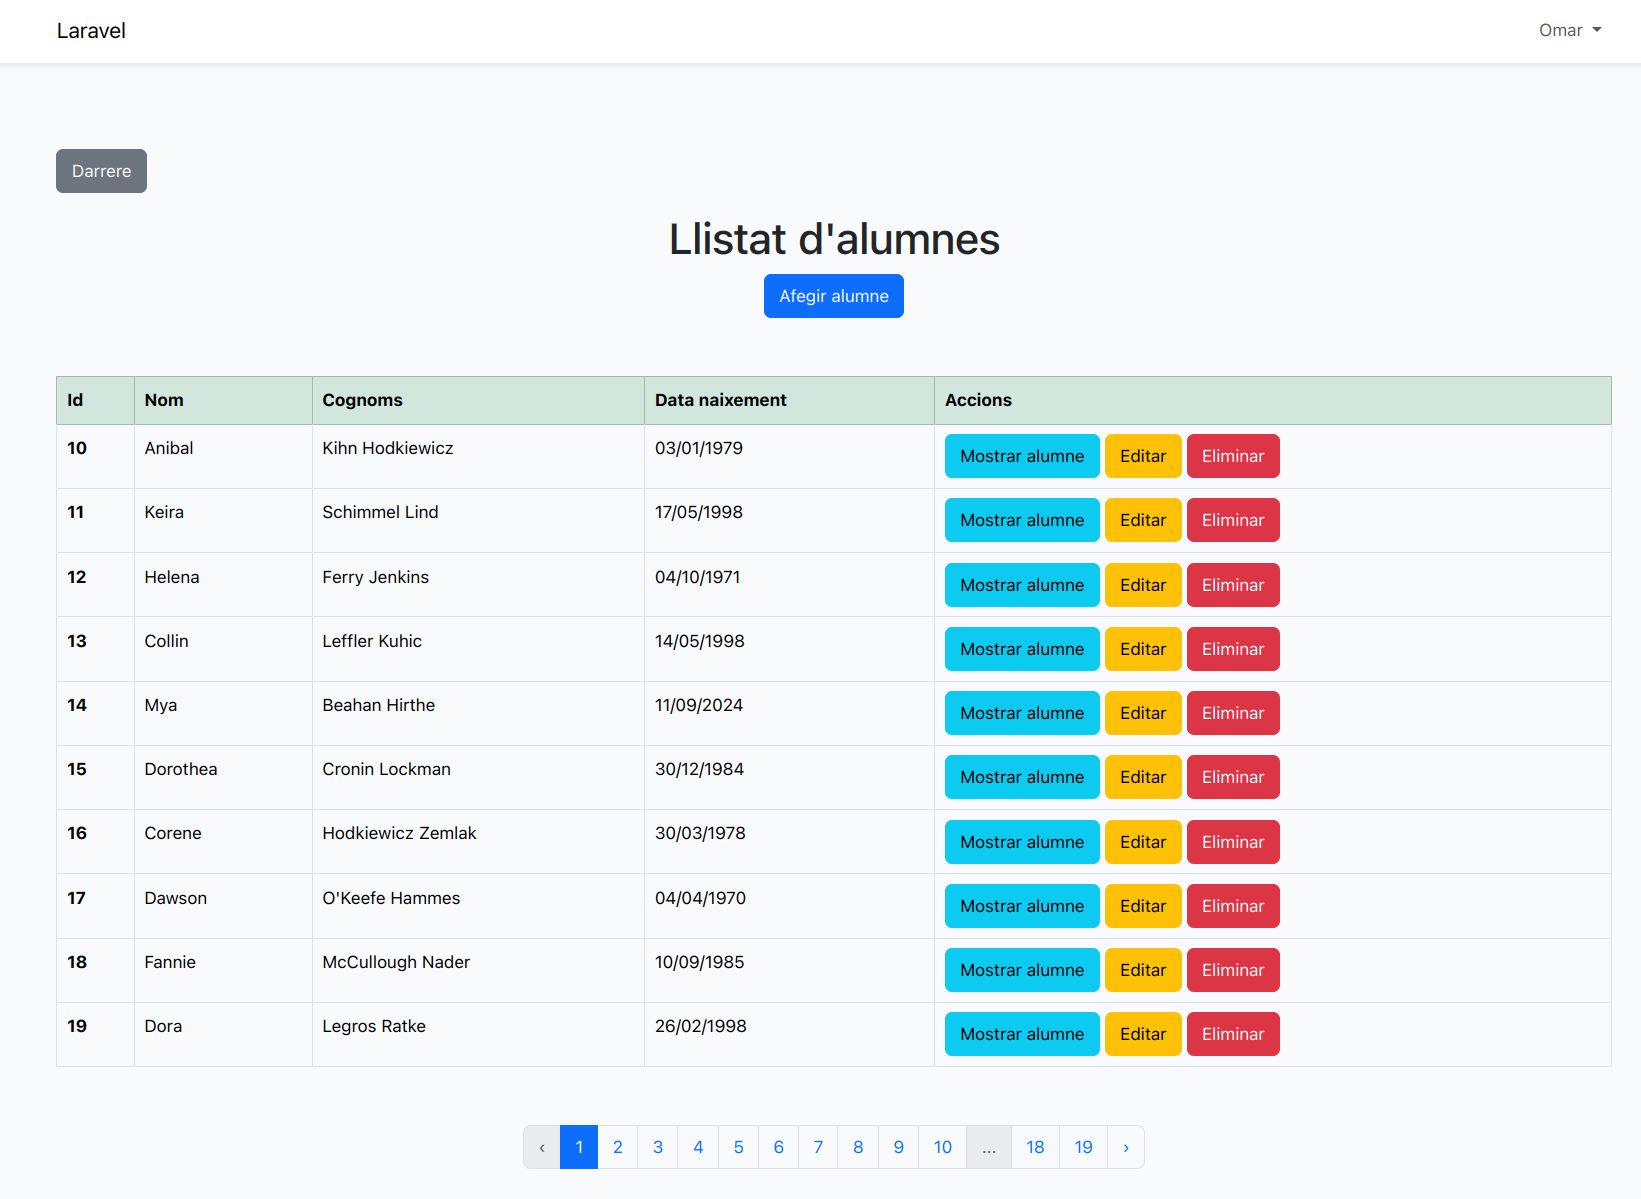 Laravel Omar
Darrere
Llistat d'alumnes
Afegir alumne
Id Nom Cognoms Data naixement Accions
10 Anibal Kihn Hodkiewicz 03/01/1979 Mostrar alumne Editar Eliminar
11 Keira Schimmel Lind 17/05/1998 Mostrar alumne Editar Eliminar
12 Helena Ferry Jenkins 04/10/1971 Mostrar alumne Editar Eliminar
13 Collin Leffler Kuhic 14/05/1998 Mostrar alumne Editar Eliminar
14 Mya Beahan Hirthe 11/09/2024 Mostrar alumne Editar Eliminar
15 Dorothea Cronin Lockman 30/12/1984 Mostrar alumne Editar Eliminar
16 Corene Hodkiewicz Zemlak 30/03/1978 Mostrar alumne Editar Eliminar
17 Dawson O'Keefe Hammes 04/04/1970 Mostrar alumne Editar Eliminar
18 Fannie McCullough Nader 10/09/1985 Mostrar alumne Editar Eliminar
19 Dora Legros Ratke 26/02/1998 Mostrar alumne Editar Eliminar
‹ 1 2 3 4 5 6 7 8 9 10 ... 18 19 ›